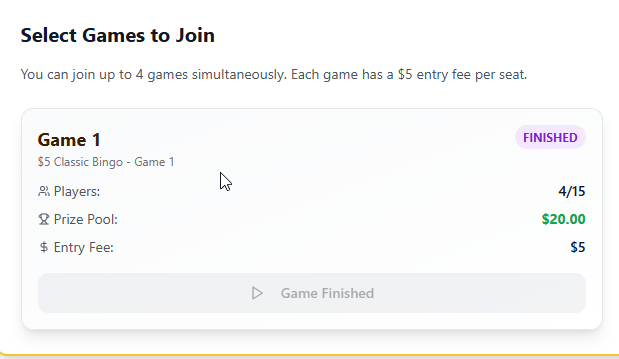 Select Games to Join
You can join up to 4 games simultaneously. Each game has a $5 entry fee per seat.
Game 1
FINISHED
$5 Classic Bingo - Game 1
Players: 4/15
Prize Pool: $20.00
$ Entry Fee: $5
Game Finished